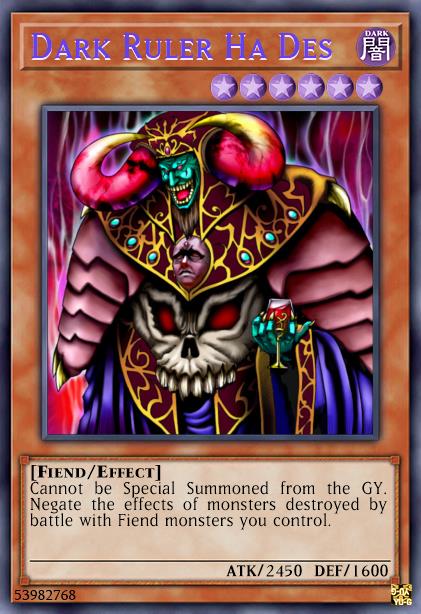 Dark Ruler Ha Des
DARK
闇
[Fiend/Effect]
Cannot be Special Summoned from the GY.
Negate the effects of monsters destroyed by
battle with Fiend monsters you control.
ATK/2450 DEF/1600
53982768